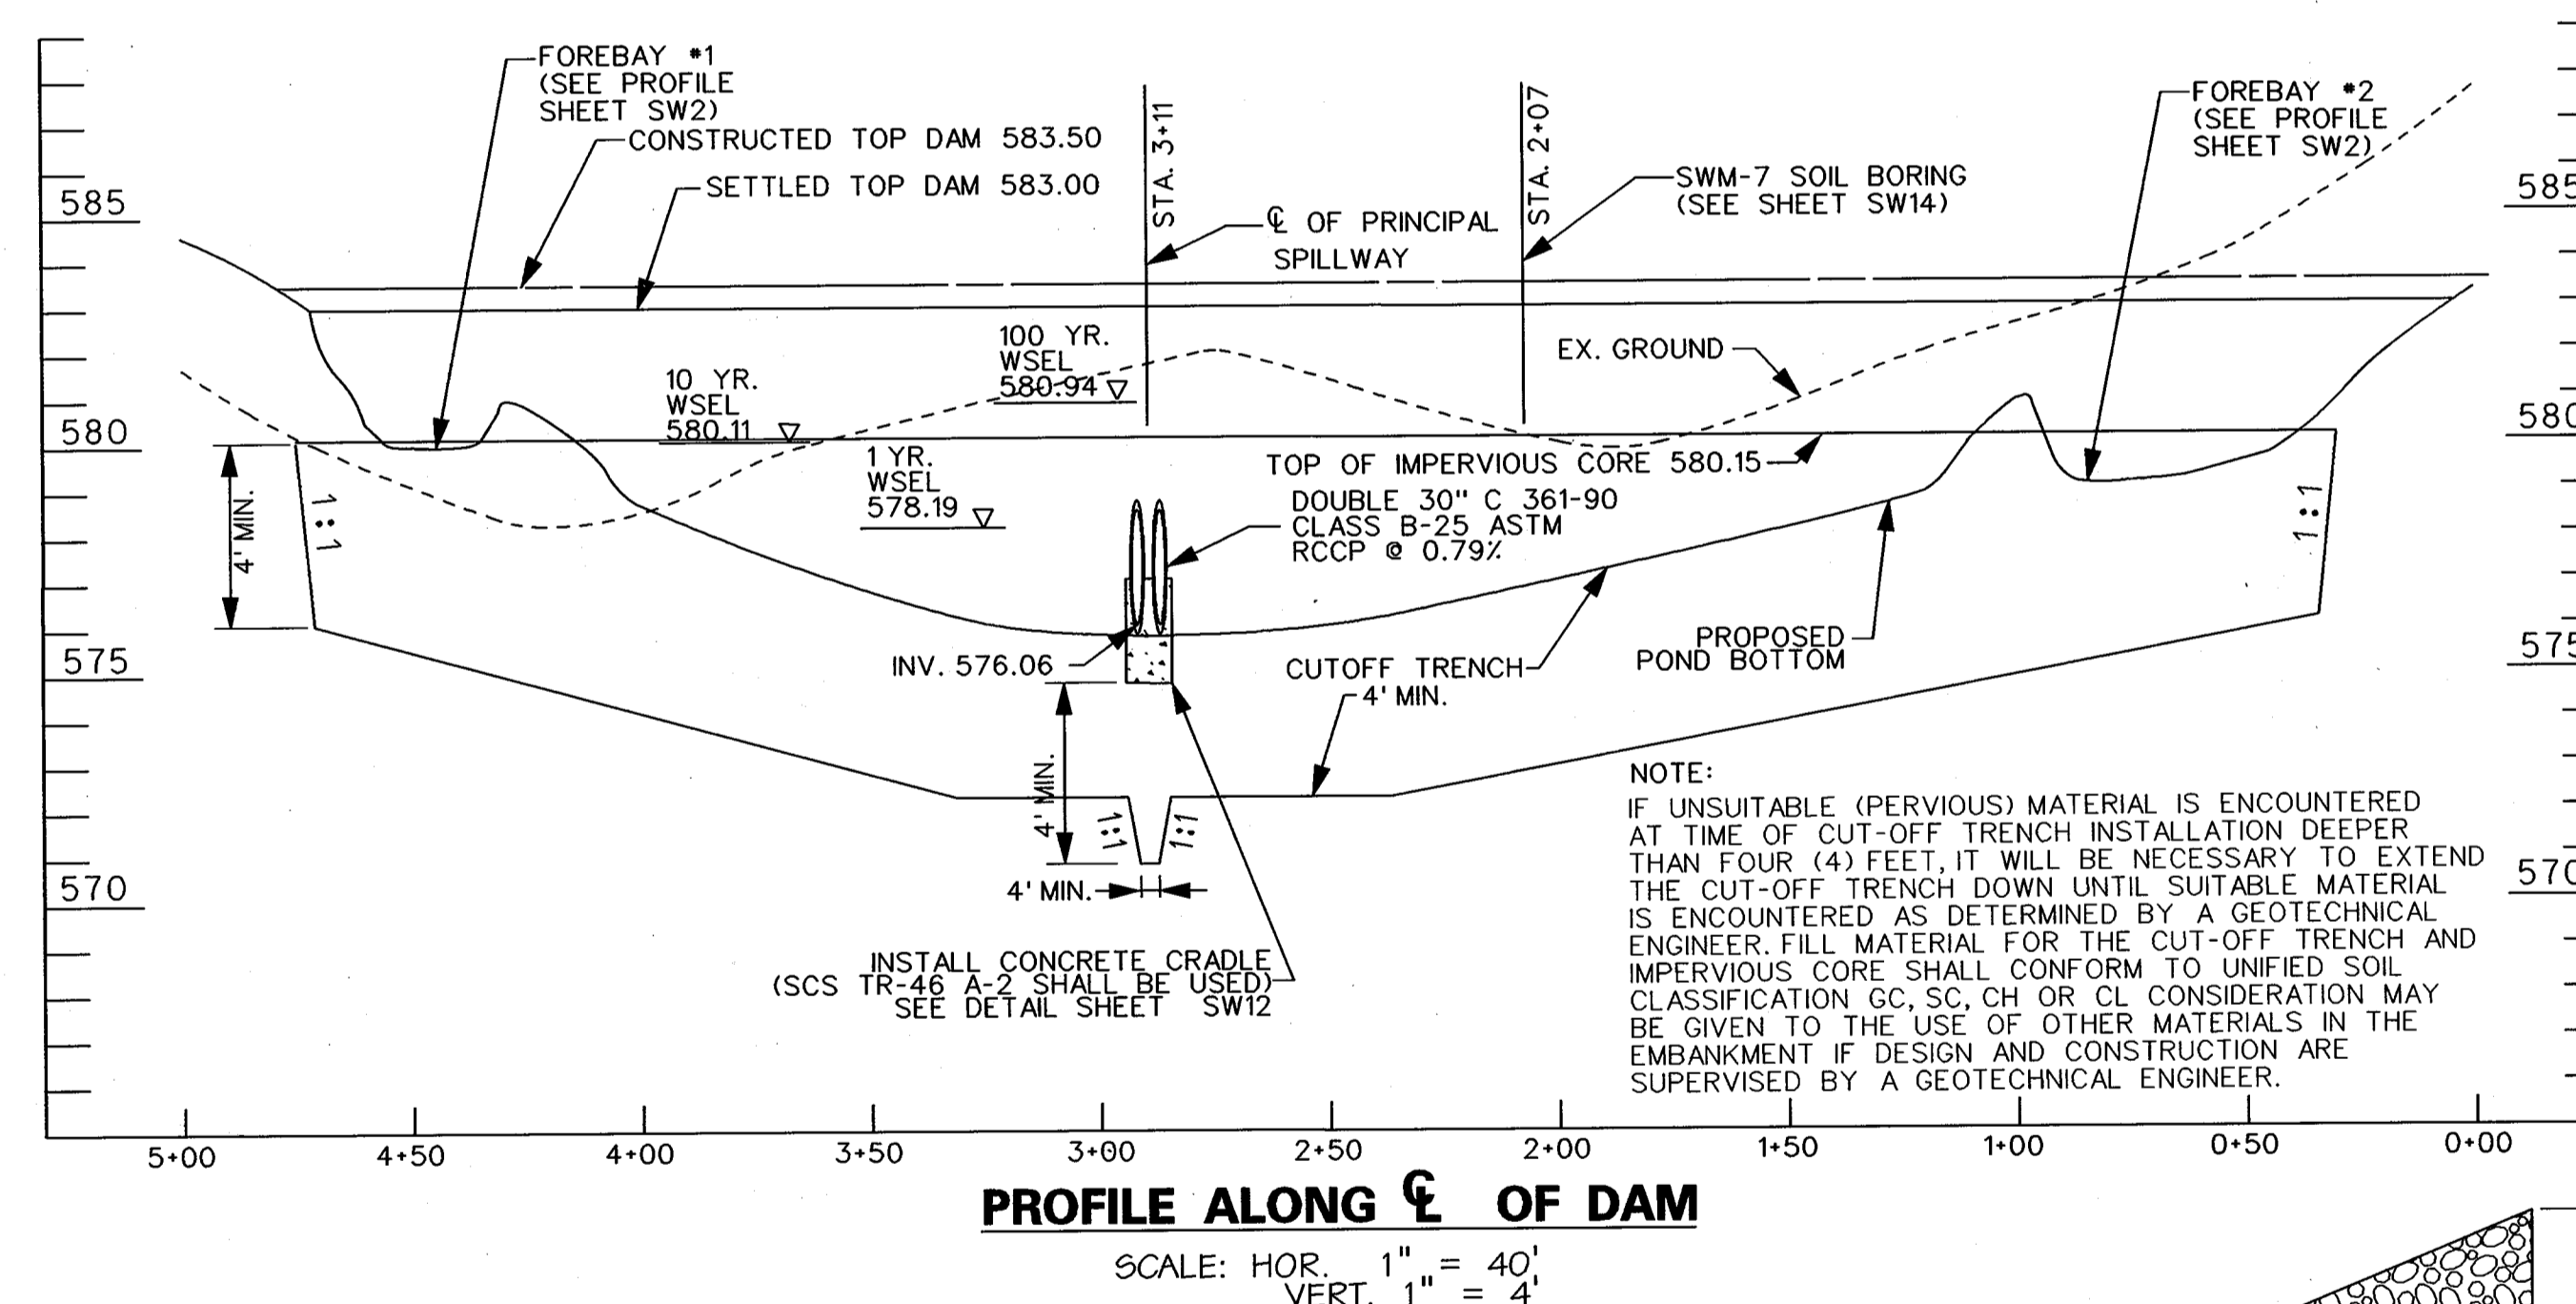 FOREBAY #1
(SEE PROFILE
SHEET SW2)
CONSTRUCTED TOP DAM 583.50
SETTLED TOP DAM 583.00
STA. 3+11
℄ OF PRINCIPAL
SPILLWAY
STA. 2+07
SWM-7 SOIL BORING
(SEE SHEET SW14)
FOREBAY #2
(SEE PROFILE
SHEET SW2)
585
585
100 YR.
WSEL
580.94
EX. GROUND
10 YR.
WSEL
580.11
580
580
1 YR.
WSEL
578.19
TOP OF IMPERVIOUS CORE 580.15
DOUBLE 30" C 361-90
CLASS B-25 ASTM
RCCP @ 0.79%
4' MIN.
1:1
1:1
INV. 576.06
CUTOFF TRENCH
4' MIN.
PROPOSED
POND BOTTOM
575
575
4' MIN.
1:1
1:1
4' MIN.
570
570
INSTALL CONCRETE CRADLE
(SCS TR-46 A-2 SHALL BE USED)
SEE DETAIL SHEET SW12
NOTE:
IF UNSUITABLE (PERVIOUS) MATERIAL IS ENCOUNTERED
AT TIME OF CUT-OFF TRENCH INSTALLATION DEEPER
THAN FOUR (4) FEET, IT WILL BE NECESSARY TO EXTEND
THE CUT-OFF TRENCH DOWN UNTIL SUITABLE MATERIAL
IS ENCOUNTERED AS DETERMINED BY A GEOTECHNICAL
ENGINEER. FILL MATERIAL FOR THE CUT-OFF TRENCH AND
IMPERVIOUS CORE SHALL CONFORM TO UNIFIED SOIL
CLASSIFICATION GC, SC, CH OR CL CONSIDERATION MAY
BE GIVEN TO THE USE OF OTHER MATERIALS IN THE
EMBANKMENT IF DESIGN AND CONSTRUCTION ARE
SUPERVISED BY A GEOTECHNICAL ENGINEER.
5+00 4+50 4+00 3+50 3+00 2+50 2+00 1+50 1+00 0+50 0+00
PROFILE ALONG ℄ OF DAM
SCALE: HOR. 1" = 40'
VERT. 1" = 4'